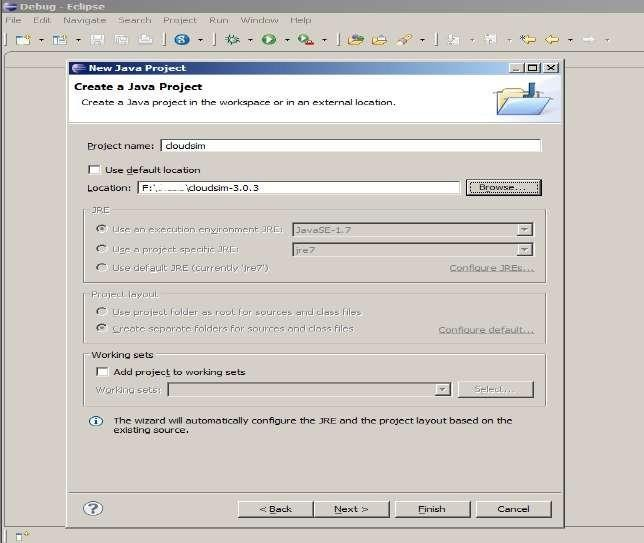 Debug - Eclipse
File Edit Navigate Search Project Run Window Help
New Java Project
Create a Java Project
Create a Java project in the workspace or in an external location.
Project name: cloudsim
Use default location
Location: F:\ \cloudsim-3.0.3 Browse...
JRE
Use an execution environment JRE: JavaSE-1.7
Use a project specific JRE: jre7
Use default JRE (currently 'jre7') Configure JREs...
Project layout
Use project folder as root for sources and class files
Create separate folders for sources and class files Configure default...
Working sets
Add project to working sets
Working sets: Select...
The wizard will automatically configure the JRE and the project layout based on the
existing source.
? < Back Next > Finish Cancel